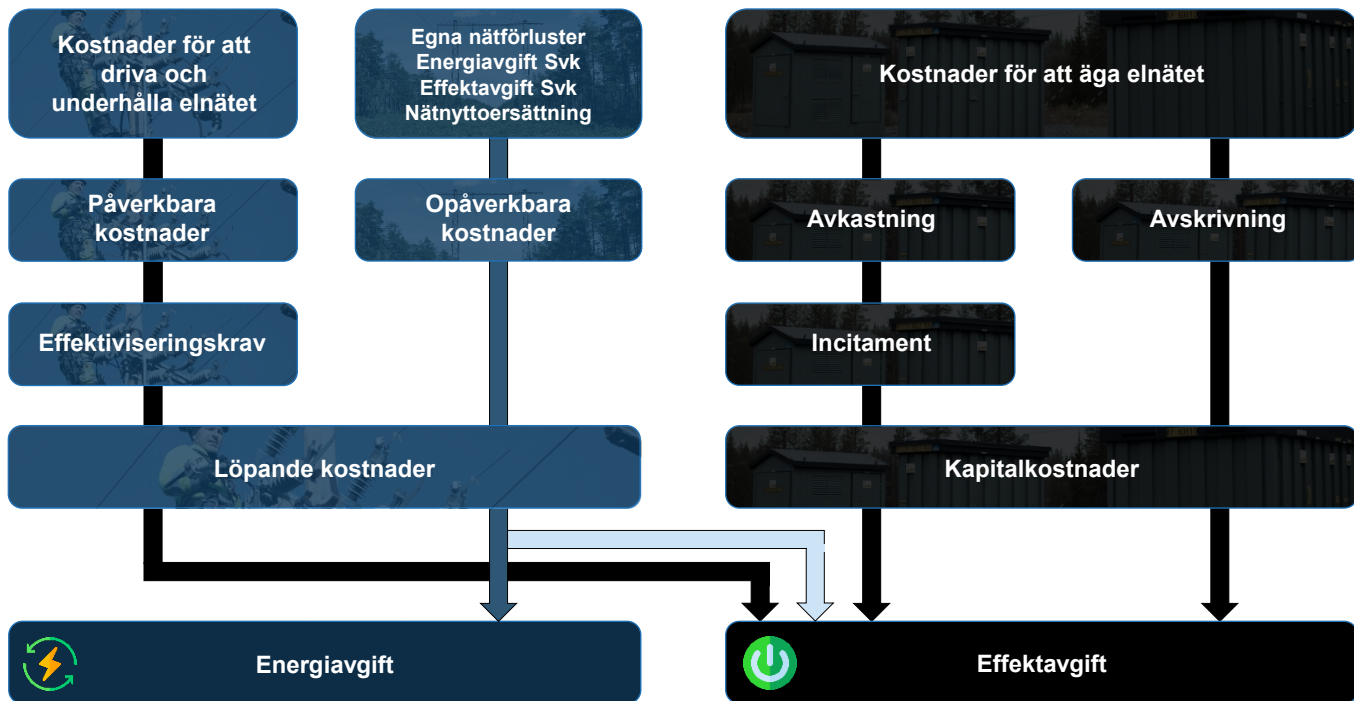 Kostnader för att
driva och
underhålla elnätet
Egna nätförluster
Energiavgift Svk
Effektavgift Svk
Nätnyttoersättning
Kostnader för att äga elnätet
Påverkbara
kostnader
Opåverkbara
kostnader
Avkastning
Avskrivning
Effektiviseringskrav
Incitament
Löpande kostnader
Kapitalkostnader
Energiavgift
Effektavgift